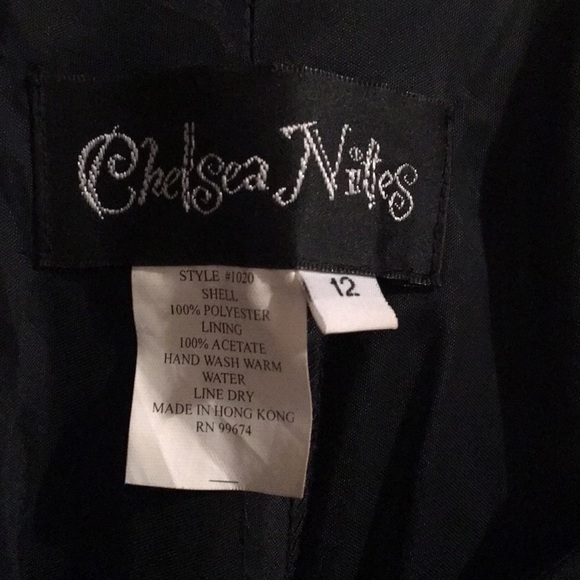 Chelsea Nites
12
STYLE #1020
SHELL
100% POLYESTER
LINING
100% ACETATE
HAND WASH WARM
WATER
LINE DRY
MADE IN HONG KONG
RN 99674